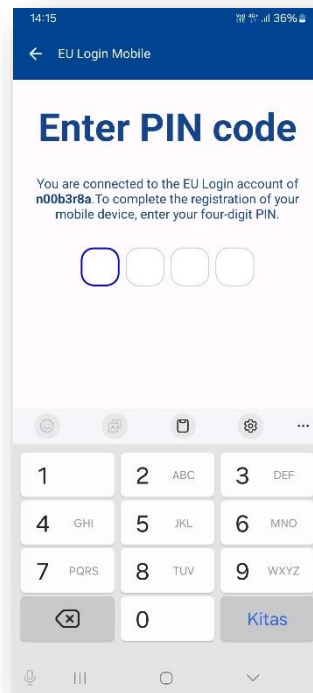 14:15
36%
EU Login Mobile
Enter PIN code
You are connected to the EU Login account of
n00b3r8a.To complete the registration of your
mobile device, enter your four-digit PIN.
1
2 ABC
3 DEF
4 GHI
5 JKL
6 MNO
7 PQRS
8 TUV
9 WXYZ
0
Kitas